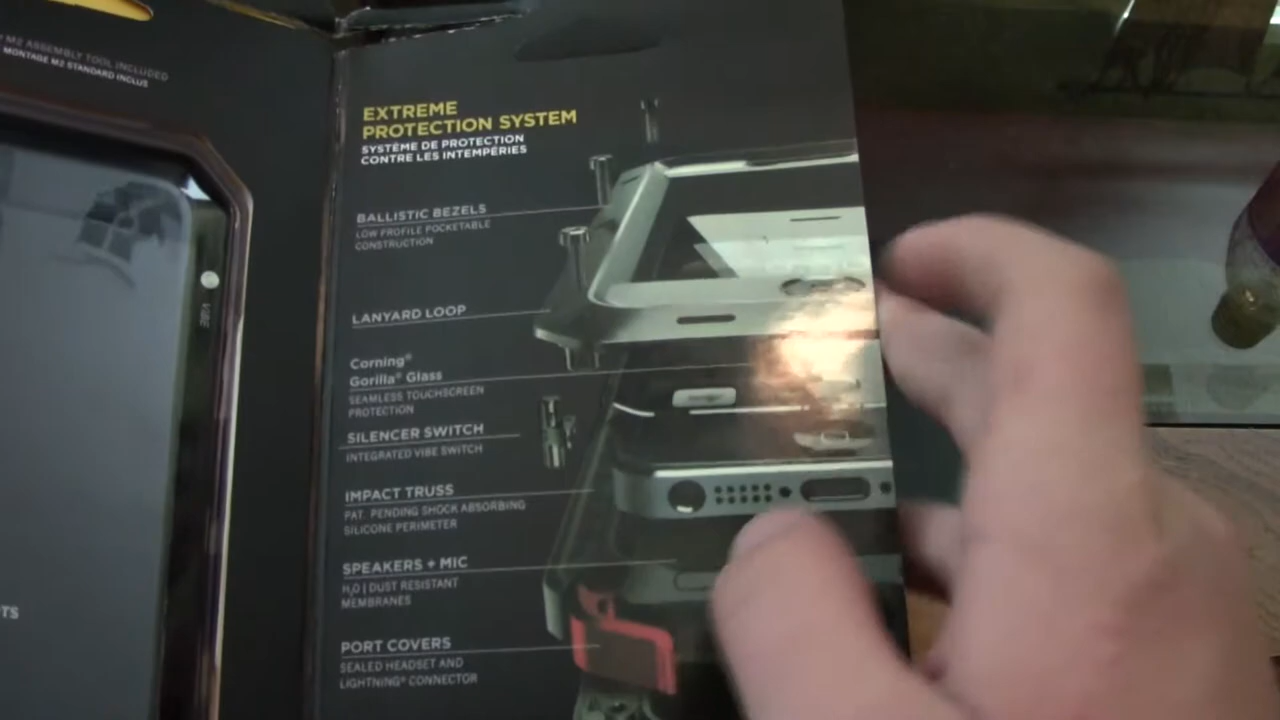 M2 ASSEMBLY TOOL INCLUDED
MONTAGE M2 STANDARD INCLUS
EXTREME
PROTECTION SYSTEM
SYSTÈME DE PROTECTION
CONTRE LES INTEMPÉRIES
BALLISTIC BEZELS
LOW PROFILE POCKETABLE
CONSTRUCTION
LANYARD LOOP
Corning®
Gorilla® Glass
SEAMLESS TOUCHSCREEN
PROTECTION
SILENCER SWITCH
INTEGRATED VIBE SWITCH
IMPACT TRUSS
PAT. PENDING SHOCK ABSORBING
SILICONE PERIMETER
SPEAKERS + MIC
H₂O | DUST RESISTANT
MEMBRANES
PORT COVERS
SEALED HEADSET AND
LIGHTNING® CONNECTOR
VIBE
TS